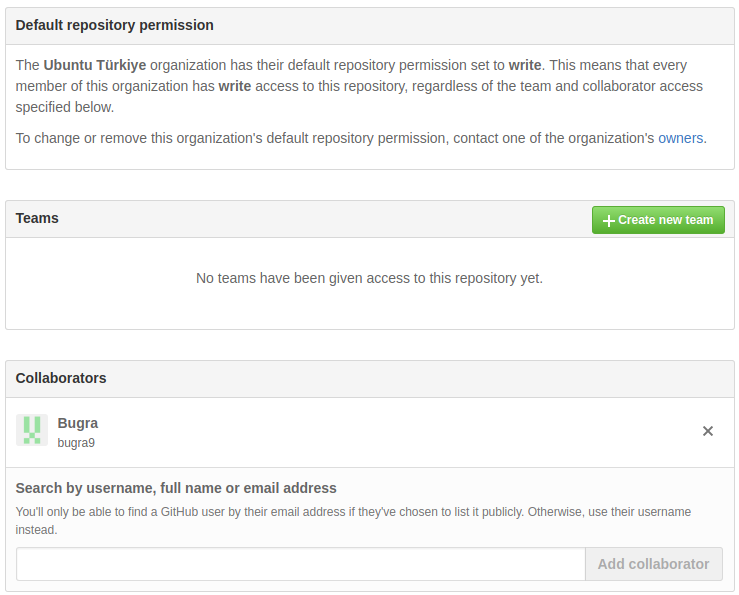 Default repository permission
The Ubuntu Türkiye organization has their default repository permission set to write. This means that every
member of this organization has write access to this repository, regardless of the team and collaborator access
specified below.
To change or remove this organization's default repository permission, contact one of the organization's owners.
Teams
Create new team
No teams have been given access to this repository yet.
Collaborators
Bugra
bugra9
Search by username, full name or email address
You'll only be able to find a GitHub user by their email address if they've chosen to list it publicly. Otherwise, use their username
instead.
Add collaborator